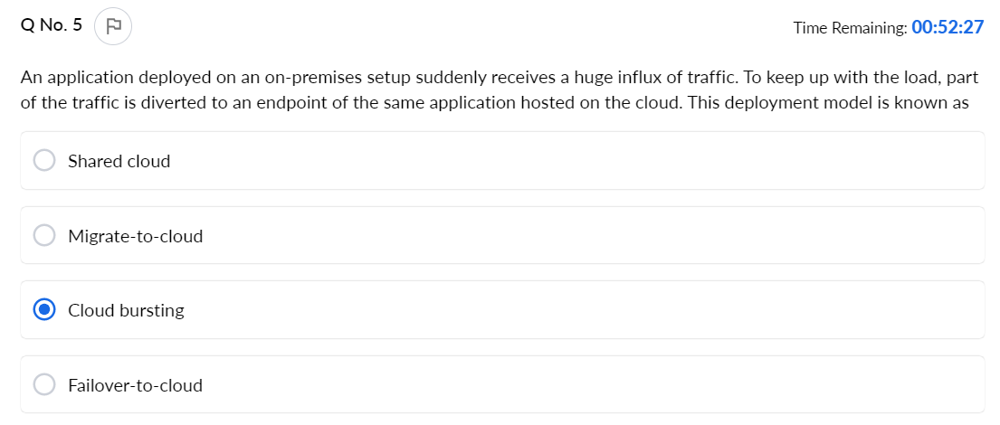 Q No. 5
Time Remaining: 00:52:27
An application deployed on an on-premises setup suddenly receives a huge influx of traffic. To keep up with the load, part
of the traffic is diverted to an endpoint of the same application hosted on the cloud. This deployment model is known as
Shared cloud
Migrate-to-cloud
Cloud bursting
Failover-to-cloud